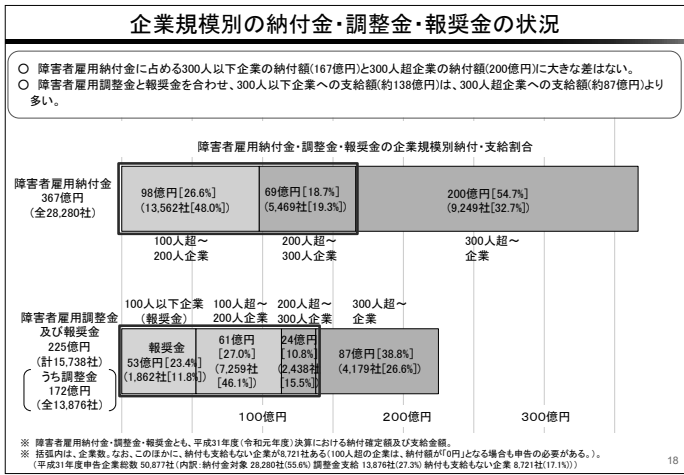 企業規模別の納付金・調整金・報奨金の状況
○ 障害者雇用納付金に占める300人以下企業の納付額(167億円)と300人超企業の納付額(200億円)に大きな差はない。
○ 障害者雇用調整金と報奨金を合わせ、300人以下企業への支給額(約138億円)は、300人超企業への支給額(約87億円)より
多い。
障害者雇用納付金・調整金・報奨金の企業規模別納付・支給割合
障害者雇用納付金
367億円
(全28,280社)
98億円[26.6%]
(13,562社[48.0%])
69億円[18.7%]
(5,469社[19.3%])
200億円[54.7%]
(9,249社[32.7%])
100人超～
200人企業
200人超～
300人企業
300人超～
企業
障害者雇用調整金
及び報奨金
225億円
(計15,738社)
うち調整金
172億円
(全13,876社)
100人以下企業
(報奨金)
100人超～
200人企業
200人超～
300人企業
300人超～
企業
報奨金
53億円[23.4%]
(1,862社[11.8%])
61億円
[27.0%]
(7,259社
[46.1%])
24億円
[10.8%]
(2,438社
[15.5%])
87億円[38.8%]
(4,179社[26.6%])
100億円
200億円
300億円
※ 障害者雇用納付金・調整金・報奨金とも、平成31年度(令和元年度)決算における納付確定額及び支給金額。
※ 括弧内は、企業数。なお、このほかに、納付も支給もない企業が8,721社ある(100人超の企業は、納付額が「0円」となる場合も申告の必要がある。)。
(平成31年度申告企業総数 50,877社(内訳:納付対象 28,280(55.6%) 調整金支給 13,876社(27.3%) 納付も支給もない企業 8,721社(17.1%)))
18